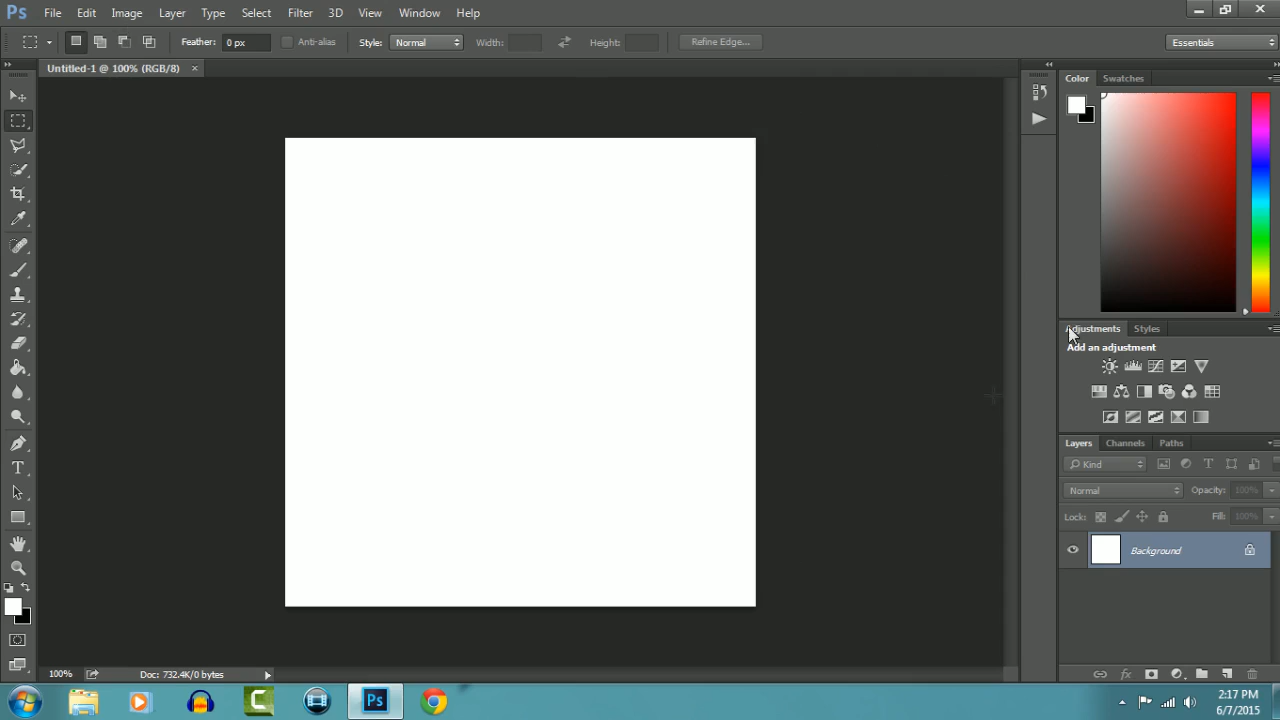 Ps File Edit Image Layer Type Select Filter 3D View Window Help
Feather: 0 px Anti-alias Style: Normal Width: Height: Refine Edge... Essentials
Untitled-1 @ 100% (RGB/8) ×
Color Swatches
Adjustments Styles
Add an adjustment
Layers Channels Paths
Kind
Normal Opacity: 100%
Lock: Fill: 100%
Background
100% Doc: 732.4K/0 bytes
Ps
2:17 PM
6/7/2015